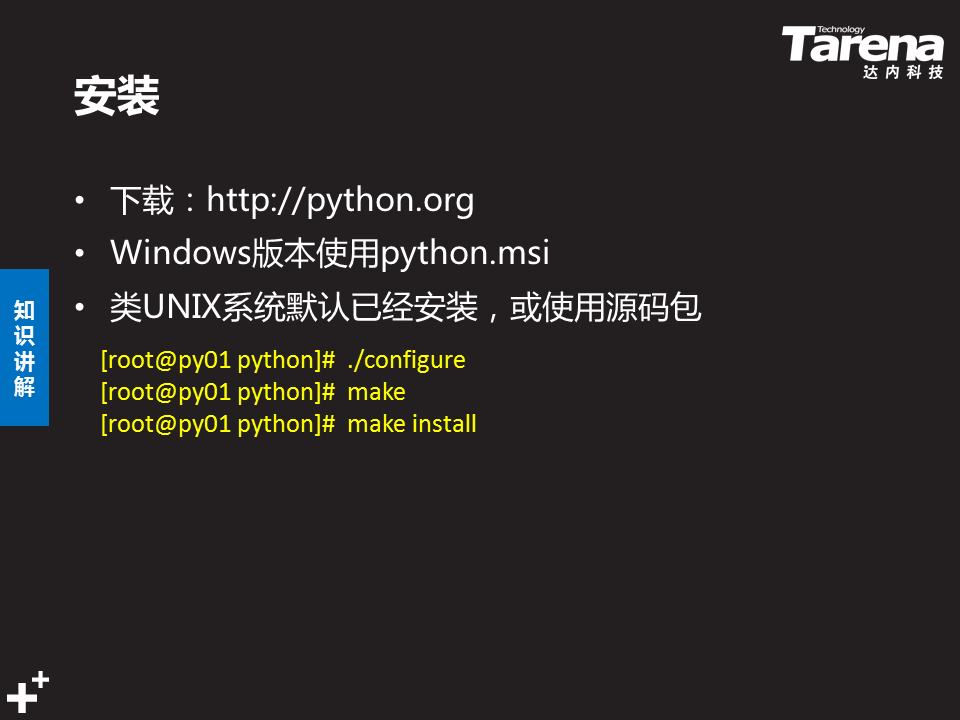 Technology
Tarena
达内科技
安装
• 下载：http://python.org
• Windows版本使用python.msi
• 类UNIX系统默认已经安装，或使用源码包
知识讲解
[root@py01 python]# ./configure
[root@py01 python]# make
[root@py01 python]# make install